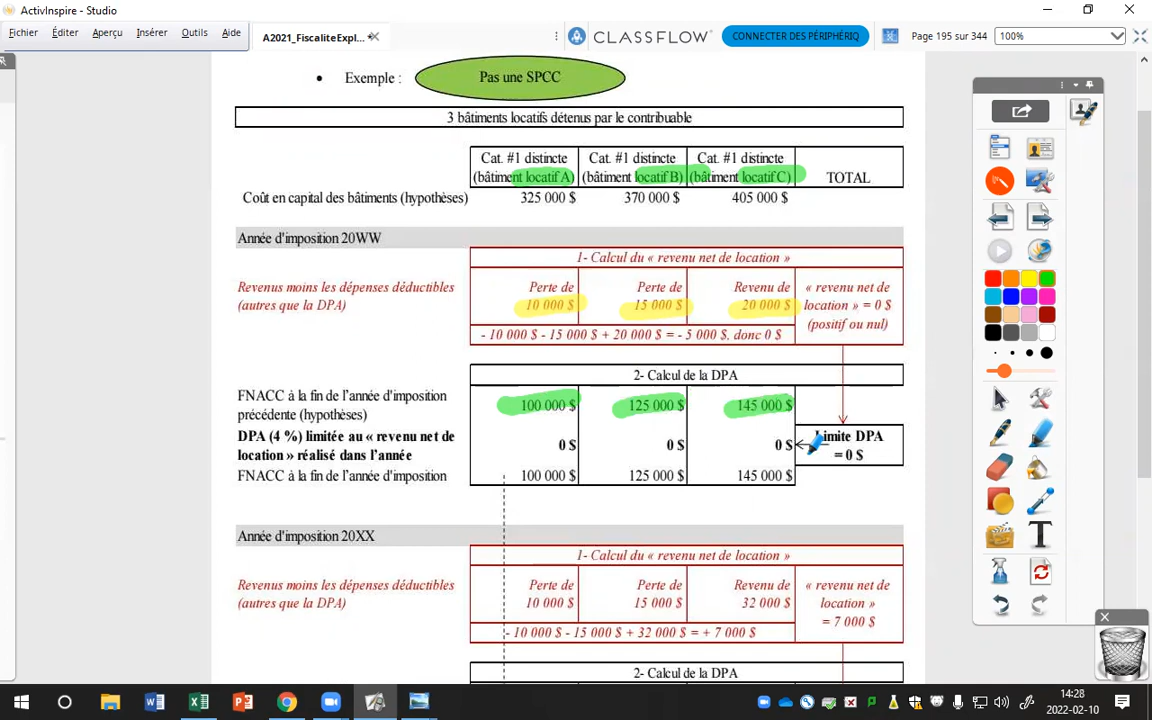 ActivInspire - Studio
Fichier Éditer Aperçu Insérer Outils Aide
A2021_FiscaliteExpl...
CLASSFLOW
CONNECTER DES PÉRIPHÉRIQ
Page 195 sur 344
100%
• Exemple : Pas une SPCC
3 bâtiments locatifs détenus par le contribuable
Cat. #1 distincte Cat. #1 distincte Cat. #1 distincte
(bâtiment locatif A) (bâtiment locatif B) (bâtiment locatif C) TOTAL
Coût en capital des bâtiments (hypothèses) 325 000 $ 370 000 $ 405 000 $
Année d'imposition 20WW
1- Calcul du « revenu net de location »
Revenus moins les dépenses déductibles Perte de Perte de Revenu de « revenu net de
(autres que la DPA) 10 000 $ 15 000 $ 20 000 $ location » = 0 $
(positif ou nul)
- 10 000 $ - 15 000 $ + 20 000 $ = - 5 000 $, donc 0 $
2- Calcul de la DPA
FNACC à la fin de l'année d'imposition 100 000 $ 125 000 $ 145 000 $
précédente (hypothèses)
DPA (4 %) limitée au « revenu net de 0 $ 0 $ 0 $ Limite DPA
location » réalisé dans l'année = 0 $
FNACC à la fin de l'année d'imposition 100 000 $ 125 000 $ 145 000 $
Année d'imposition 20XX
1- Calcul du « revenu net de location »
Revenus moins les dépenses déductibles Perte de Perte de Revenu de « revenu net de
(autres que la DPA) 10 000 $ 15 000 $ 32 000 $ location »
= 7 000 $
- 10 000 $ - 15 000 $ + 32 000 $ = + 7 000 $
2- Calcul de la DPA
14:28
2022-02-10